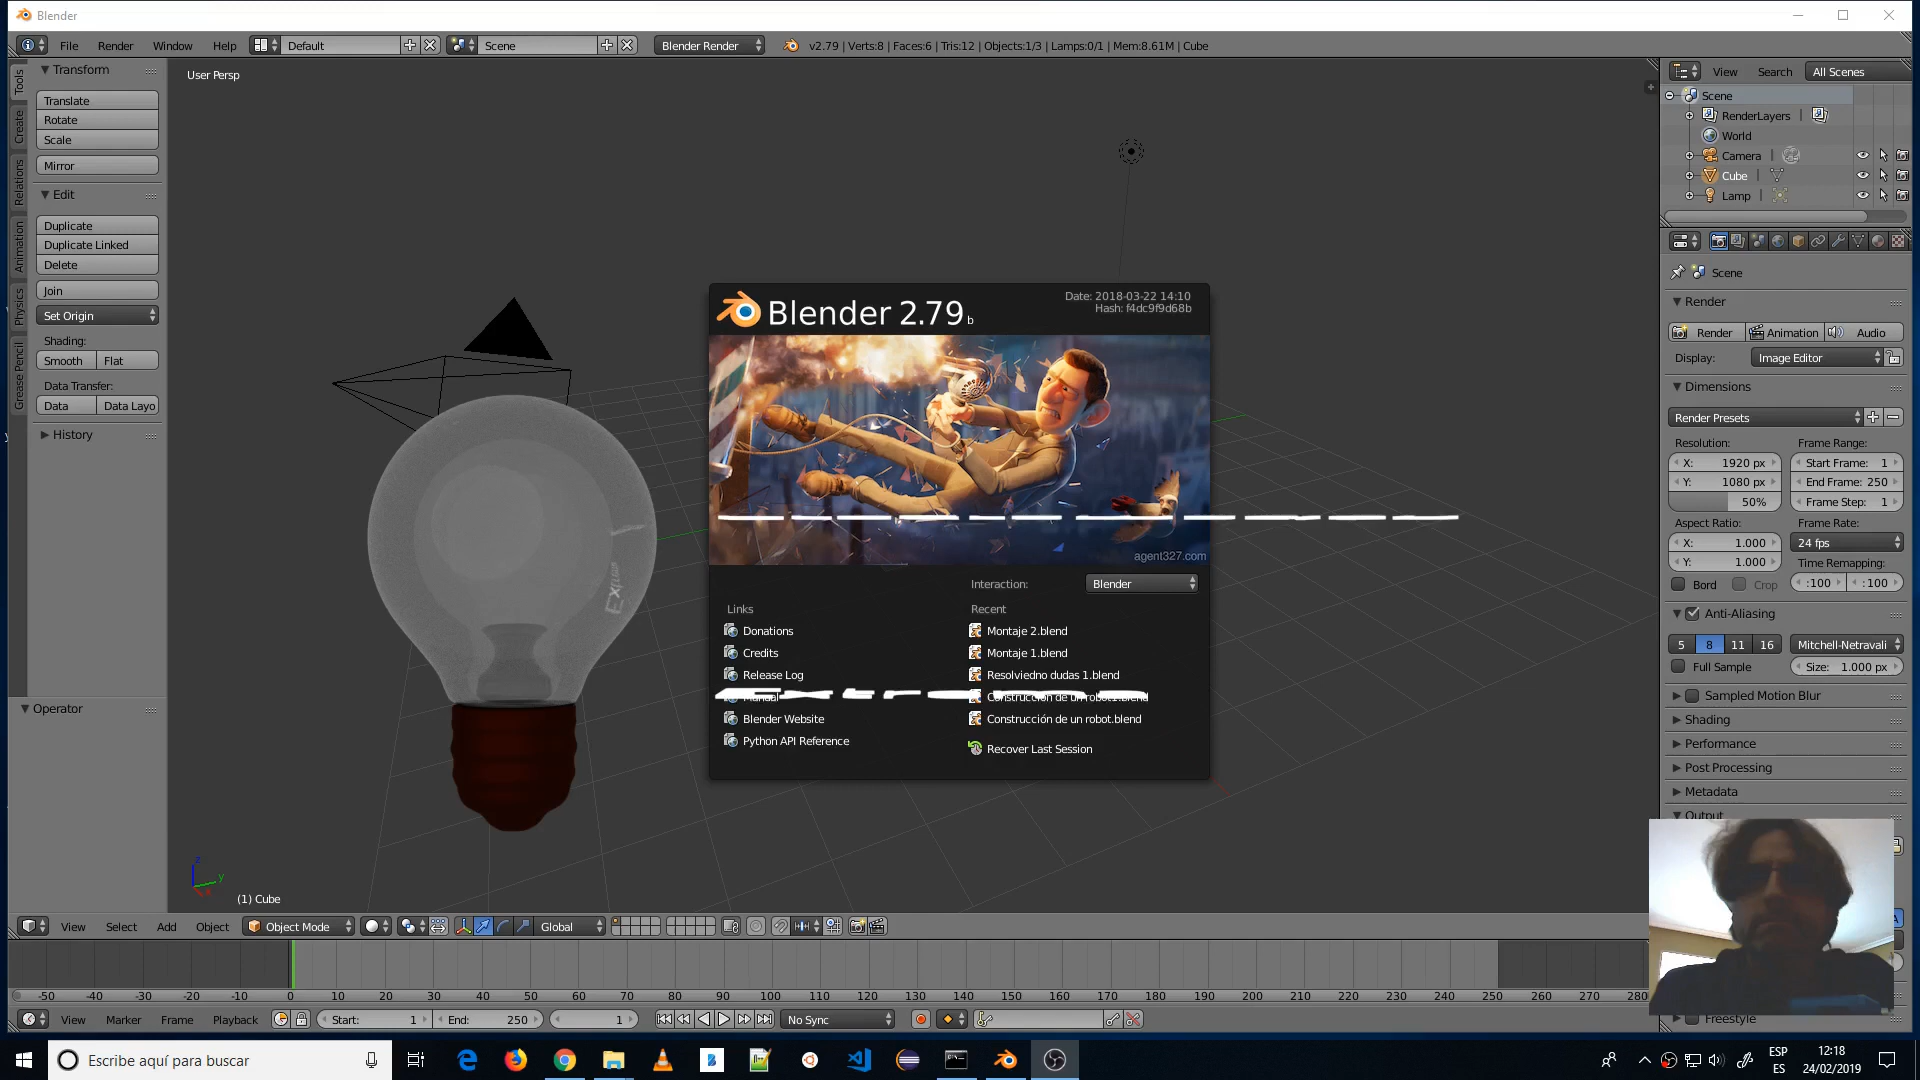 Blender
File Render Window Help Default Scene Blender Render v2.79 | Verts:8 | Faces:6 | Tris:12 | Objects:1/3 | Lamps:0/1 | Mem:8.61M | Cube
Tools
Create
Relations
Animation
Physics
Grease Pencil
Transform
Translate
Rotate
Scale
Mirror
Edit
Duplicate
Duplicate Linked
Delete
Join
Set Origin
Shading:
Smooth Flat
Data Transfer:
Data Data Layo
History
Operator
User Persp
Blender 2.79 b
Date: 2018-03-22 14:10
Hash: f4dc9f9d68b
agent327.com
Interaction: Blender
Links
Donations
Credits
Release Log
Manual
Blender Website
Python API Reference
Recent
Montaje 2.blend
Montaje 1.blend
Resolviedno dudas 1.blend
Construcción de un robot1.blend
Construcción de un robot.blend
Recover Last Session
z
y
(1) Cube
View Search All Scenes
Scene
RenderLayers
World
Camera
Cube
Lamp
Scene
Render
Render Animation Audio
Display: Image Editor
Dimensions
Render Presets
Resolution:
X: 1920 px
Y: 1080 px
50%
Aspect Ratio:
X: 1.000
Y: 1.000
Bord Crop
Frame Range:
Start Frame: 1
End Frame: 250
Frame Step: 1
Frame Rate:
24 fps
Time Remapping:
:100 :100
Anti-Aliasing
5 8 11 16 Mitchell-Netravali
Full Sample Size: 1.000 px
Sampled Motion Blur
Shading
Performance
Post Processing
Metadata
Output
Freestyle
View Select Add Object Object Mode Global
-50 -40 -30 -20 -10 0 10 20 30 40 50 60 70 80 90 100 110 120 130 140 150 160 170 180 190 200 210 220 230 240 250 260 270 280
View Marker Frame Playback Start: 1 End: 250 1 No Sync
Escribe aquí para buscar
ESP
ES
12:18
24/02/2019